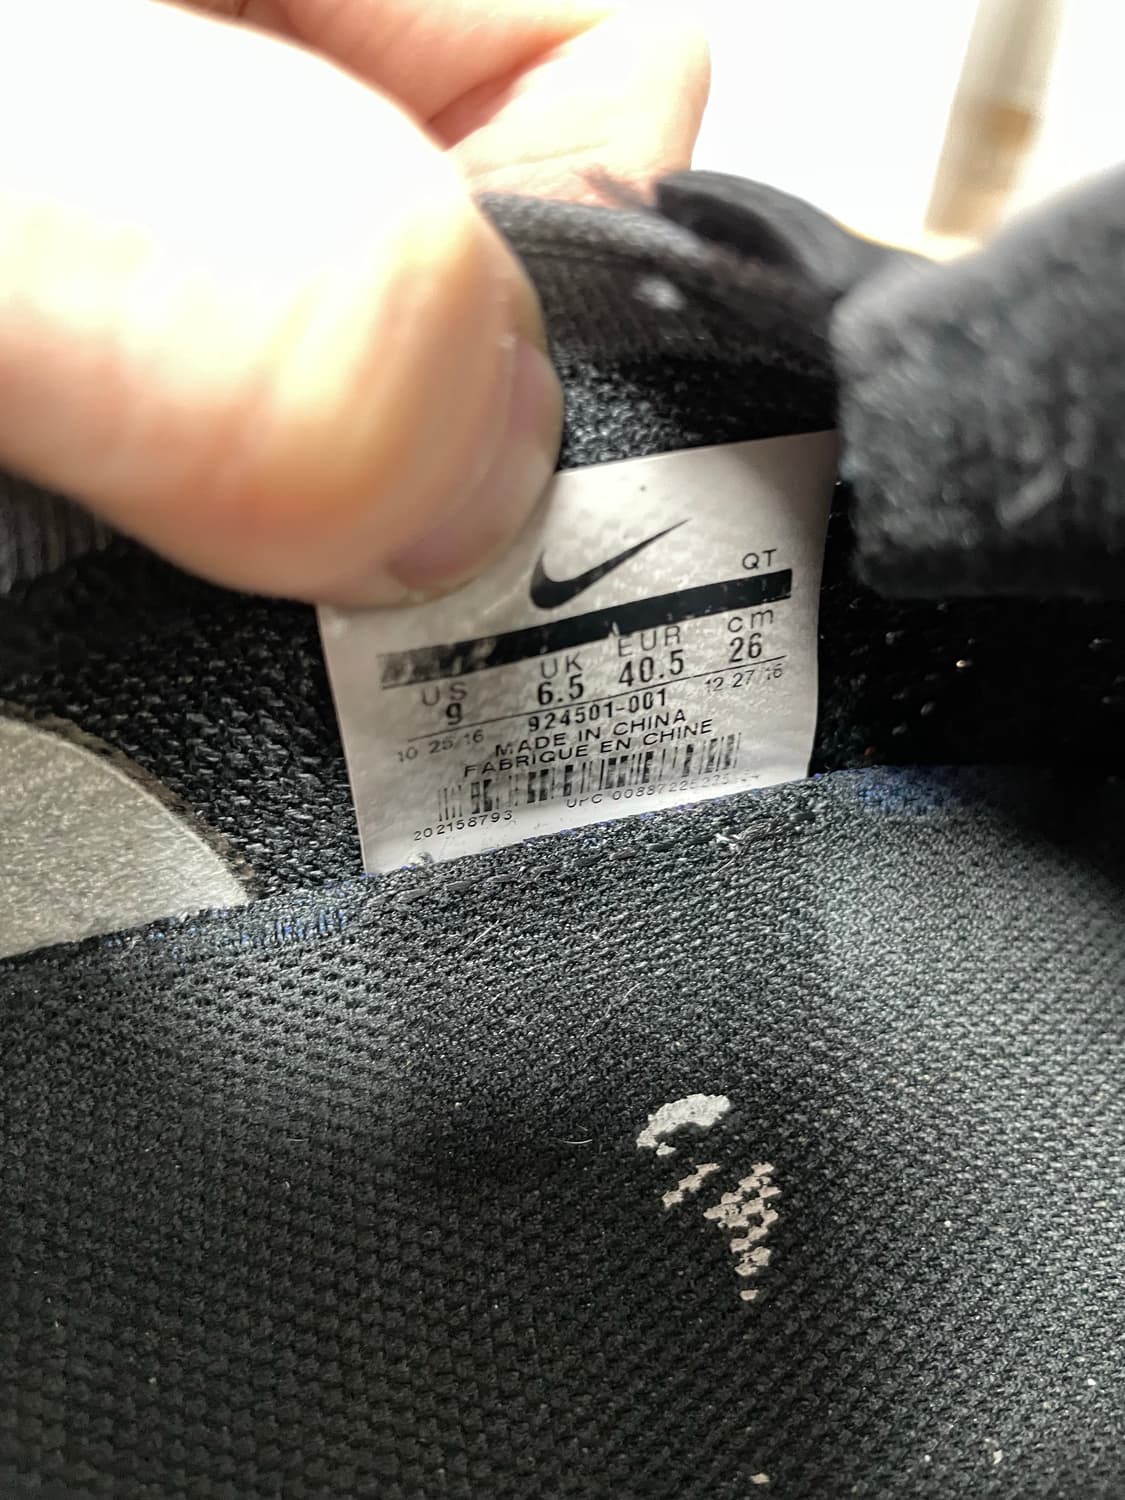 QT
US UK EUR cm
9 6.5 40.5 26
924501-001
10/25/16 12/27/16
MADE IN CHINA
FABRIQUE EN CHINE
202158793
UPC